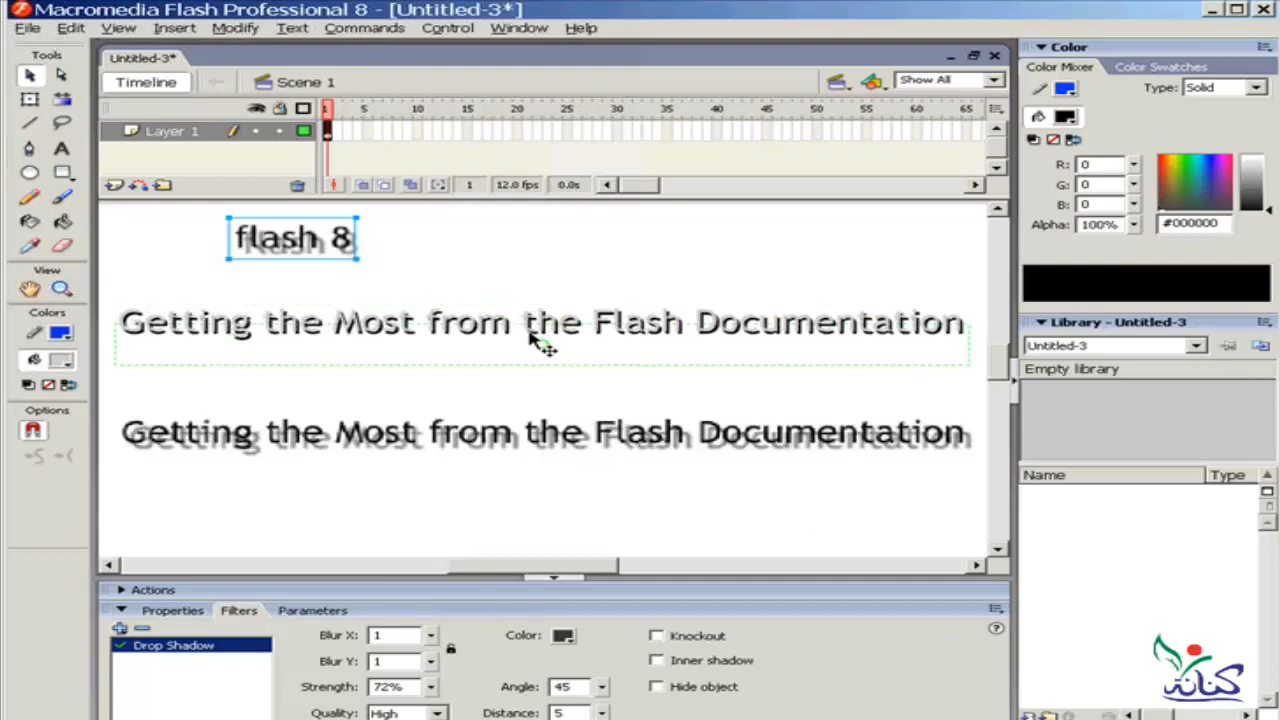 Macromedia Flash Professional 8 - [Untitled-3*]
File Edit View Insert Modify Text Commands Control Window Help
Tools
View
Colors
Options
Untitled-3*
Timeline
Scene 1
Show All
1 5 10 15 20 25 30 35 40 45 50 55 60 65
Layer 1
1 12.0 fps 0.0s
flash 8
Getting the Most from the Flash Documentation
Getting the Most from the Flash Documentation
Actions
Properties Filters Parameters
Drop Shadow
Blur X: 1
Blur Y: 1
Strength: 72%
Quality: High
Color:
Angle: 45
Distance: 5
Knockout
Inner shadow
Hide object
Color
Color Mixer Color Swatches
Type: Solid
R: 0
G: 0
B: 0
Alpha: 100%
#000000
Library - Untitled-3
Untitled-3
Empty library
Name Type
كنانة